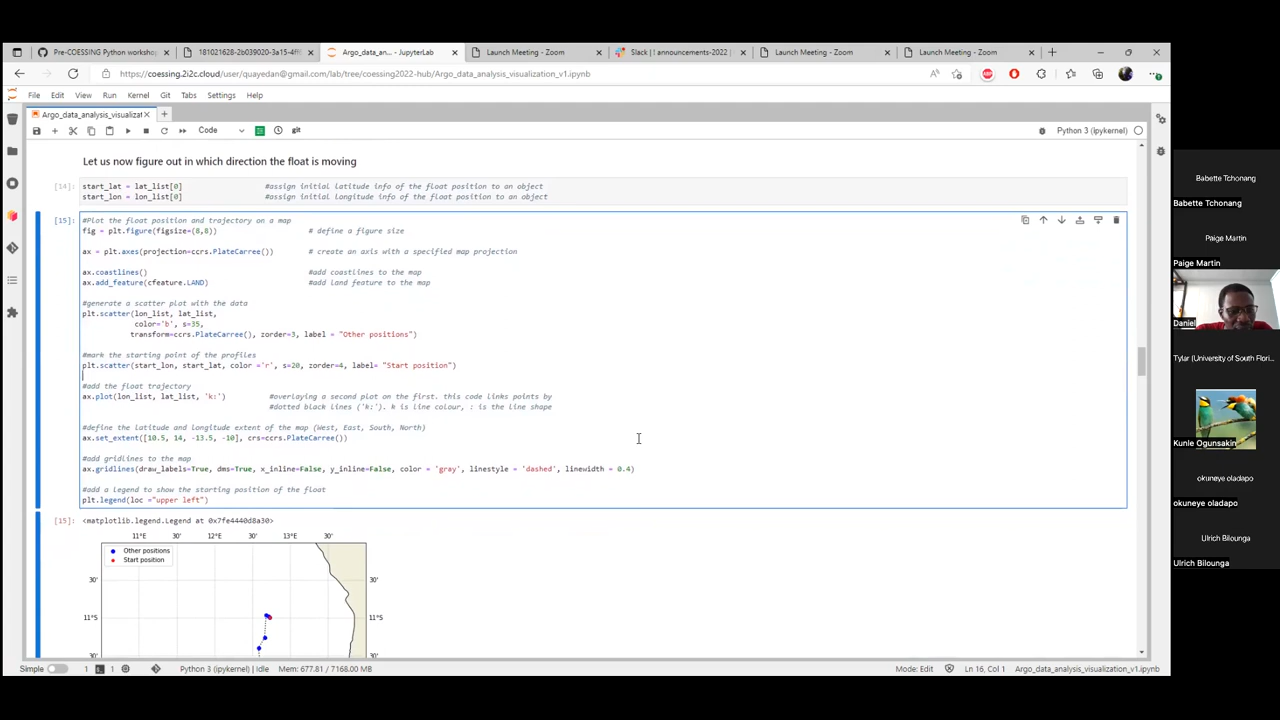 Pre-COESSING Python workshop
181021628-2b039020-3a15-4ff6
Argo_data_an... - JupyterLab
Launch Meeting - Zoom
Slack | ! announcements-2022 |
Launch Meeting - Zoom
Launch Meeting - Zoom
https://coessing.2i2c.cloud/user/quayedan@gmail.com/lab/tree/coessing2022-hub/Argo_data_analysis_visualization_v1.ipynb
File Edit View Run Kernel Git Tabs Settings Help
Argo_data_analysis_visualizat
Code
git
Python 3 (ipykernel)
Let us now figure out in which direction the float is moving
[14]: start_lat = lat_list[0] #assign initial latitude info of the float position to an object
start_lon = lon_list[0] #assign initial longitude info of the float position to an object
[15]: #Plot the float position and trajectory on a map
fig = plt.figure(figsize=(8,8)) # define a figure size
ax = plt.axes(projection=ccrs.PlateCarree()) # create an axis with a specified map projection
ax.coastlines() #add coastlines to the map
ax.add_feature(cfeature.LAND) #add land feature to the map
#generate a scatter plot with the data
plt.scatter(lon_list, lat_list,
color='b', s=35,
transform=ccrs.PlateCarree(), zorder=3, label = "Other positions")
#mark the starting point of the profiles
plt.scatter(start_lon, start_lat, color ='r', s=20, zorder=4, label= "Start position")
#add the float trajectory
ax.plot(lon_list, lat_list, 'k:') #overlaying a second plot on the first. this code links points by
#dotted black lines ('k:'). k is line colour, : is the line shape
#define the latitude and longitude extent of the map (West, East, South, North)
ax.set_extent([10.5, 14, -13.5, -10], crs=ccrs.PlateCarree())
#add gridlines to the map
ax.gridlines(draw_labels=True, dms=True, x_inline=False, y_inline=False, color = 'gray', linestyle = 'dashed', linewidth = 0.4)
#add a legend to show the starting position of the float
plt.legend(loc ="upper left")
[15]: <matplotlib.legend.Legend at 0x7fe4440d8a30>
11°E 30' 12°E 30' 13°E 30'
Other positions
Start position
30' 30'
11°S 11°S
30' 30'
Simple 1 1 Python 3 (ipykernel) | Idle Mem: 677.81 / 7168.00 MB Mode: Edit Ln 16, Col 1 Argo_data_analysis_visualization_v1.ipynb
Babette Tchonang
Babette Tchonang
Paige Martin
Paige Martin
Daniel
Tylar (University of South Flori...
Kunle Ogunsakin
okuneye oladapo
okuneye oladapo
Ulrich Bilounga
Ulrich Bilounga